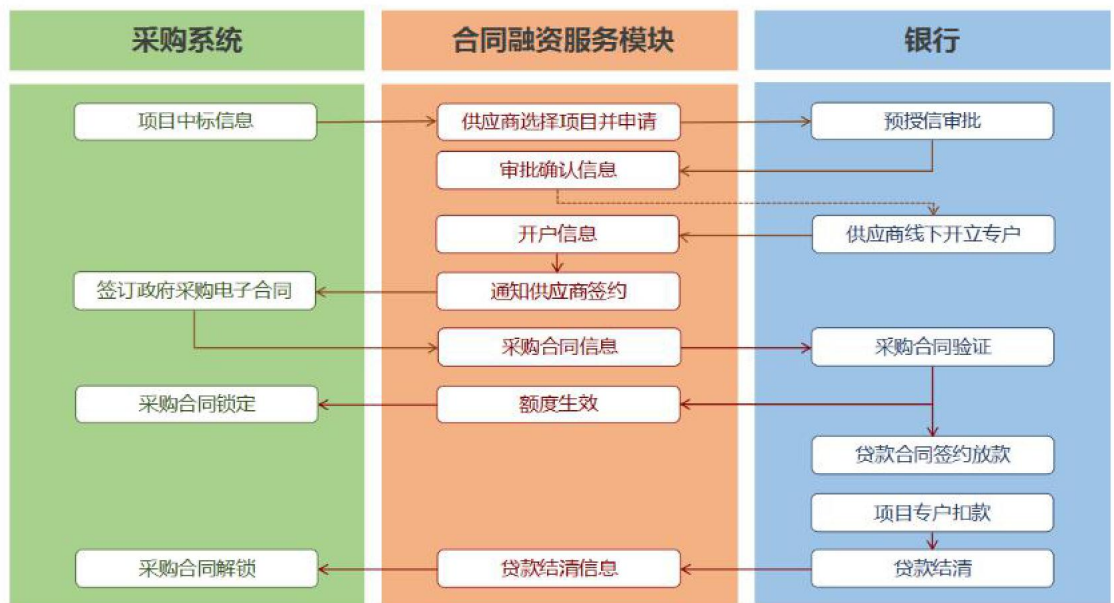 采购系统
合同融资服务模块
银行
项目中标信息
供应商选择项目并申请
预授信审批
审批确认信息
开户信息
供应商线下开立专户
签订政府采购电子合同
通知供应商签约
采购合同信息
采购合同验证
采购合同锁定
额度生效
贷款合同签约放款
项目专户扣款
采购合同解锁
贷款结清信息
贷款结清